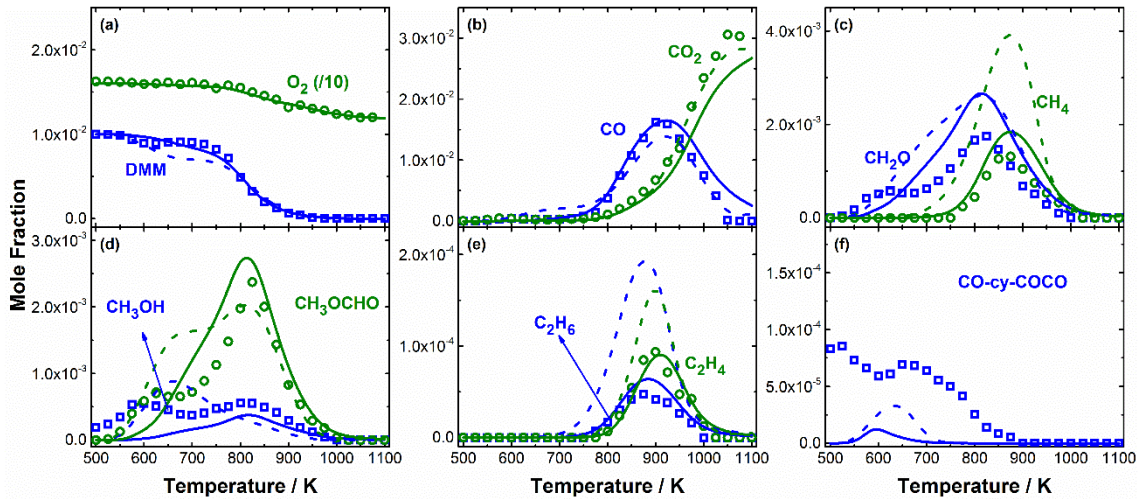 (a)
(b)
(c)
2.0x10⁻²
1.0x10⁻²
0.0
O₂ (/10)
DMM
3.0x10⁻²
2.0x10⁻²
1.0x10⁻²
0.0
CO₂
CO
4.0x10⁻³
2.0x10⁻³
0.0
CH₄
CH₂O
Mole Fraction
(d)
(e)
(f)
3.0x10⁻³
2.0x10⁻³
1.0x10⁻³
0.0
CH₃OH
CH₃OCHO
2.0x10⁻⁴
1.0x10⁻⁴
0.0
C₂H₆
C₂H₄
1.5x10⁻⁴
1.0x10⁻⁴
5.0x10⁻⁵
0.0
CO-cy-COCO
500 600 700 800 900 1000 1100
500 600 700 800 900 1000 1100
500 600 700 800 900 1000 1100
Temperature / K
Temperature / K
Temperature / K